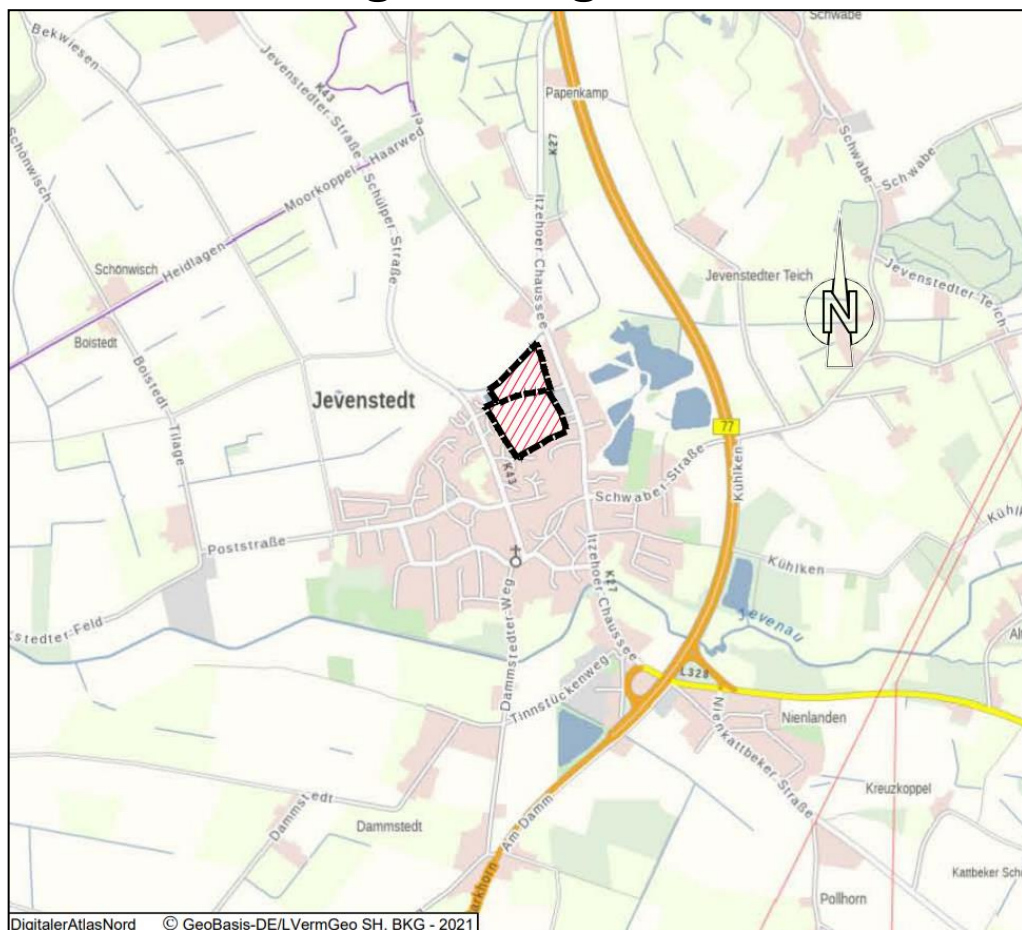 Schwabe
Bekwiesen
Jevenstedter Straße
K43
Papenkamp
K27
Schönwisch
Haarweg
Moorkoppel
Heidlagen
Schülper Straße
Itzehoer Chaussee
Schwabe
Schwabe
Schönwisch
Jevenstedter Teich
Jevenstedter Teich
N
Boistedt
Boistedt
Tilage
Jevenstedt
77
Kühlken
K43
Schwabet-Straße
Poststraße
Itzehoer Chaussee
K27
Kühlken
Jevenau
stedter-Feld
Dammstedter-Weg
Tinnstückenweg
L328
Nienlanden
Nienkattbeker-Straße
Kreuzkoppel
Dammstedt
Dammstedt
Am Damm
Kattbeker
Pollhorn
DigitalerAtlasNord © GeoBasis-DE/LVermGeo SH, BKG - 2021